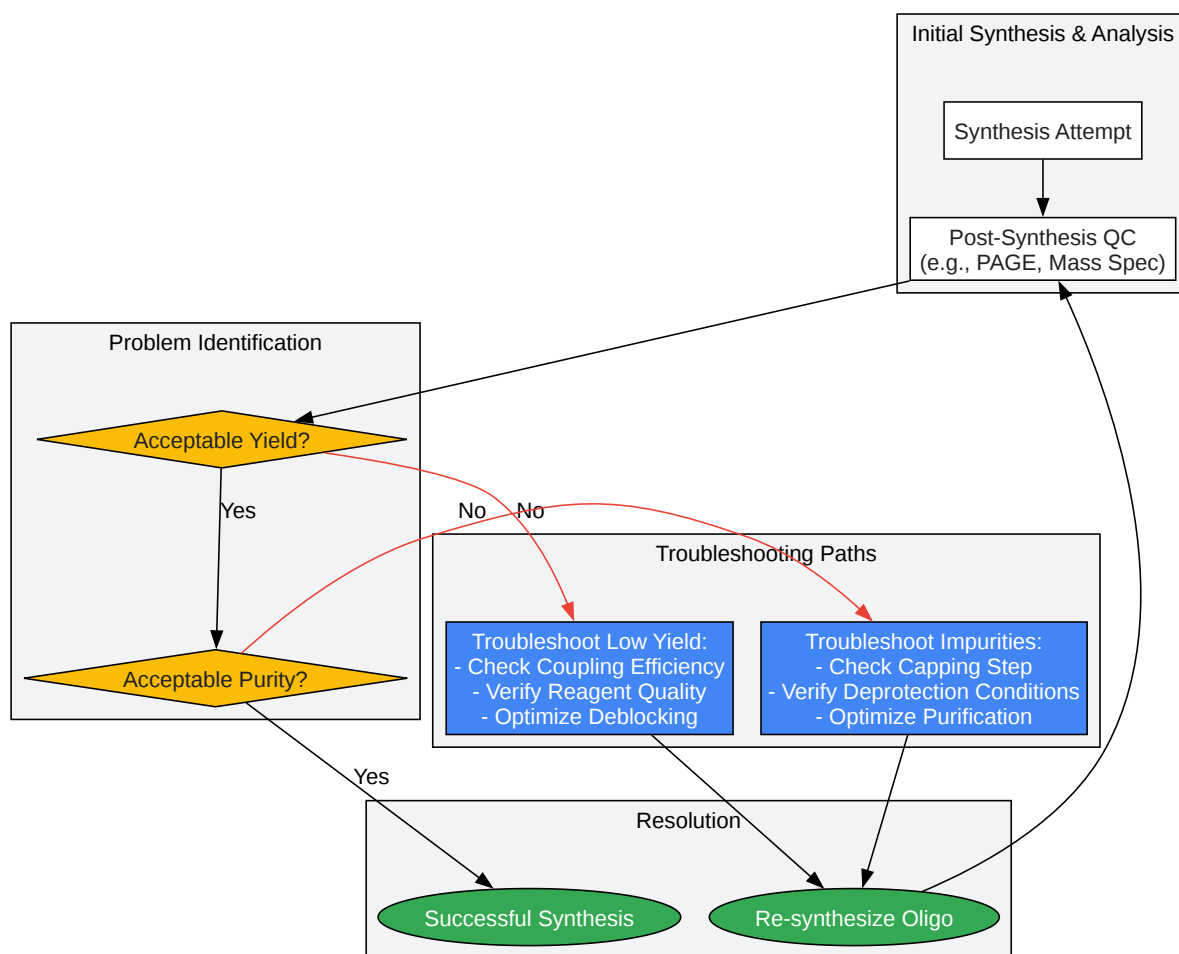 Initial Synthesis & Analysis
Synthesis Attempt
Post-Synthesis QC
(e.g., PAGE, Mass Spec)
Problem Identification
Acceptable Yield?
Yes
No
No
Troubleshooting Paths
Troubleshoot Low Yield:
- Check Coupling Efficiency
- Verify Reagent Quality
- Optimize Deblocking
Troubleshoot Impurities:
- Check Capping Step
- Verify Deprotection Conditions
- Optimize Purification
Acceptable Purity?
Yes
Resolution
Successful Synthesis
Re-synthesize Oligo